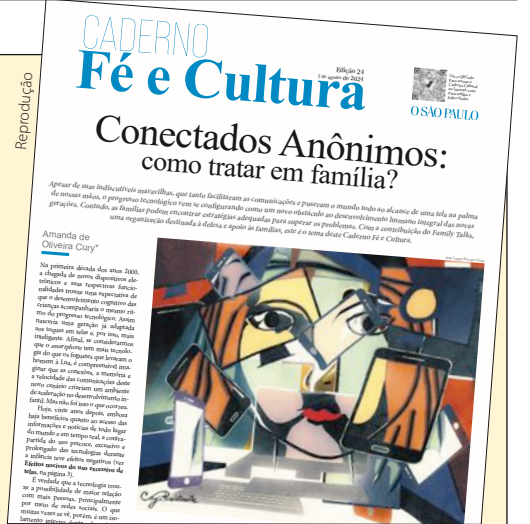 Reprodução
CADERNO
Fé e Cultura
Edição 24
7 de agosto de 2024
O SÃO PAULO
Conectados Anônimos:
como tratar em família?
Apesar de suas indiscutíveis maravilhas, que tanto facilitaram as comunicações e puseram o mundo todo ao alcance de uma tela na palma
de nossas mãos, o progresso tecnológico vem se configurando como um novo obstáculo ao desenvolvimento humano integral das novas
gerações. Contudo, as famílias podem encontrar estratégias adequadas para superar os problemas. Com a contribuição do Family Talks,
uma organização destinada à defesa e apoio às famílias, este é o tema deste Caderno Fé e Cultura.
Amanda de
Oliveira Cury*
Na primeira década dos anos 2000,
a chegada de novos dispositivos ele-
trônicos e suas respectivas funcio-
nalidades trouxe uma expectativa de
que o desenvolvimento cognitivo das
crianças acompanharia o mesmo rit-
mo do progresso tecnológico. Assim
nasceria uma geração já adaptada
aos toques em telas e, por isso, mais
inteligente. Afinal, se considerarmos
que o smartphone tem mais tecnolo-
gia do que os foguetes que levaram o
homem à Lua, é compreensível ima-
ginar que as conexões, a memória e
a velocidade das comunicações deste
novo cenário criariam um ambiente
de aceleração no desenvolvimento in-
fantil. Mas não foi isso o que ocorreu.
Hoje, vinte anos depois, embora
haja benefícios quanto ao acesso das
informações e notícias de todo lugar
do mundo e em tempo real, a contra-
partida do uso precoce, excessivo e
prolongado das tecnologias durante
a infância teve efeitos negativos (ver
Efeitos nocivos do uso excessivo de
telas, na página 3).
É verdade que a tecnologia trou-
xe a possibilidade de maior relação
com mais pessoas, principalmente
por meio de redes sociais. O que
muitas vezes se vê, porém, é um iso-
lamento interno